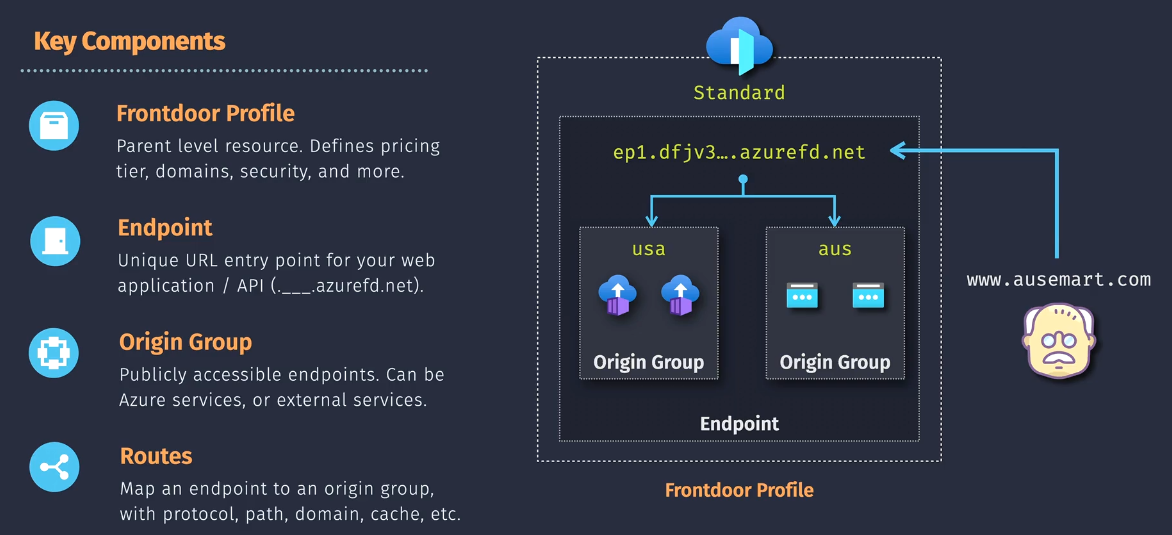 Key Components
Frontdoor Profile
Parent level resource. Defines pricing
tier, domains, security, and more.
Endpoint
Unique URL entry point for your web
application / API (.___.azurefd.net).
Origin Group
Publicly accessible endpoints. Can be
Azure services, or external services.
Routes
Map an endpoint to an origin group,
with protocol, path, domain, cache, etc.
Standard
ep1.dfjv3….azurefd.net
usa
Origin Group
aus
Origin Group
Endpoint
Frontdoor Profile
www.ausemart.com